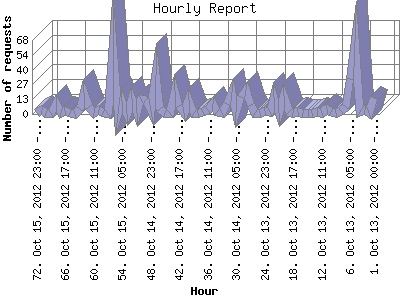 Hourly Report
Number of requests
68
54
40
27
13
0
72. Oct 15, 2012 23:00 -...
66. Oct 15, 2012 17:00 -...
60. Oct 15, 2012 11:00 -...
54. Oct 15, 2012 05:00 -...
48. Oct 14, 2012 23:00 -...
42. Oct 14, 2012 17:00 -...
36. Oct 14, 2012 11:00 -...
30. Oct 14, 2012 05:00 -...
24. Oct 13, 2012 23:00 -...
18. Oct 13, 2012 17:00 -...
12. Oct 13, 2012 11:00 -...
6. Oct 13, 2012 05:00 -...
1. Oct 13, 2012 00:00 -...
Hour